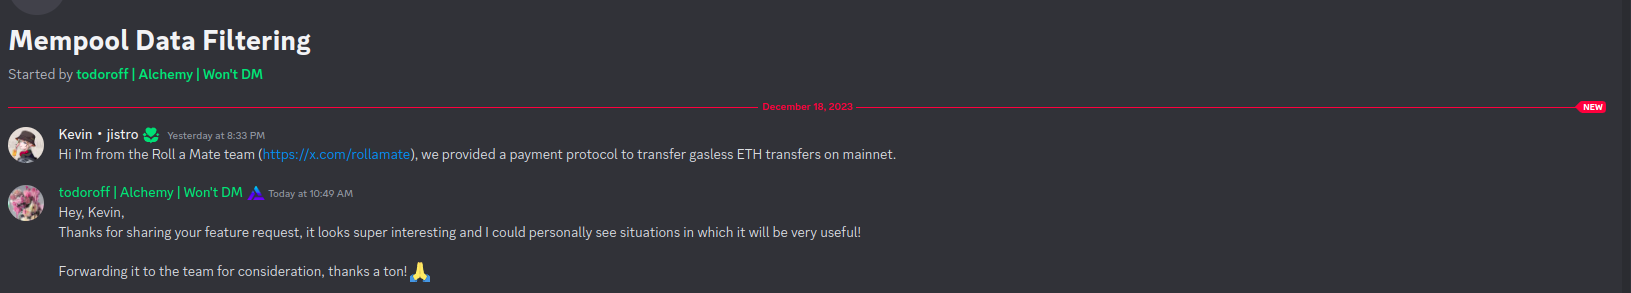 Mempool Data Filtering
Started by todoroff | Alchemy | Won't DM
December 18, 2023
NEW
Kevin • jistro Yesterday at 8:33 PM
Hi I'm from the Roll a Mate team (https://x.com/rollamate), we provided a payment protocol to transfer gasless ETH transfers on mainnet.
todoroff | Alchemy | Won't DM Today at 10:49 AM
Hey, Kevin,
Thanks for sharing your feature request, it looks super interesting and I could personally see situations in which it will be very useful!
Forwarding it to the team for consideration, thanks a ton! 🙏